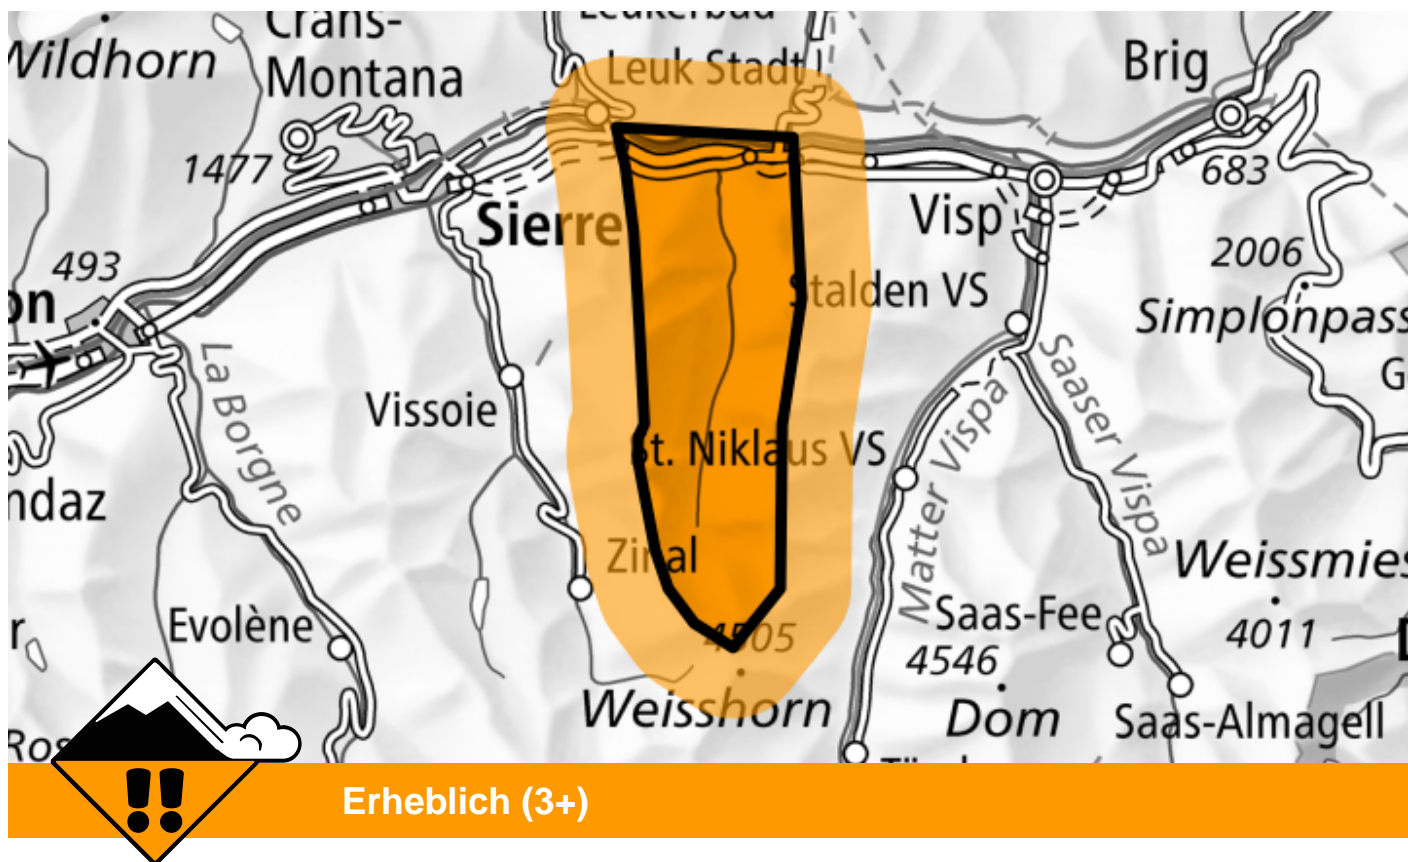 Leukerbad
Crans-
Montana
Wildhorn
Leuk Stadt
Brig
1477
683
Sierre
Visp
493
2006
Stalden VS
Simplonpass
La Borgne
Saaser Vispa
Vissoie
St. Niklaus VS
Matter Vispa
Zinal
Weissmies
Evolène
Saas-Fee
4505
4011
4546
Weisshorn
Dom
Saas-Almagell
Erheblich (3+)